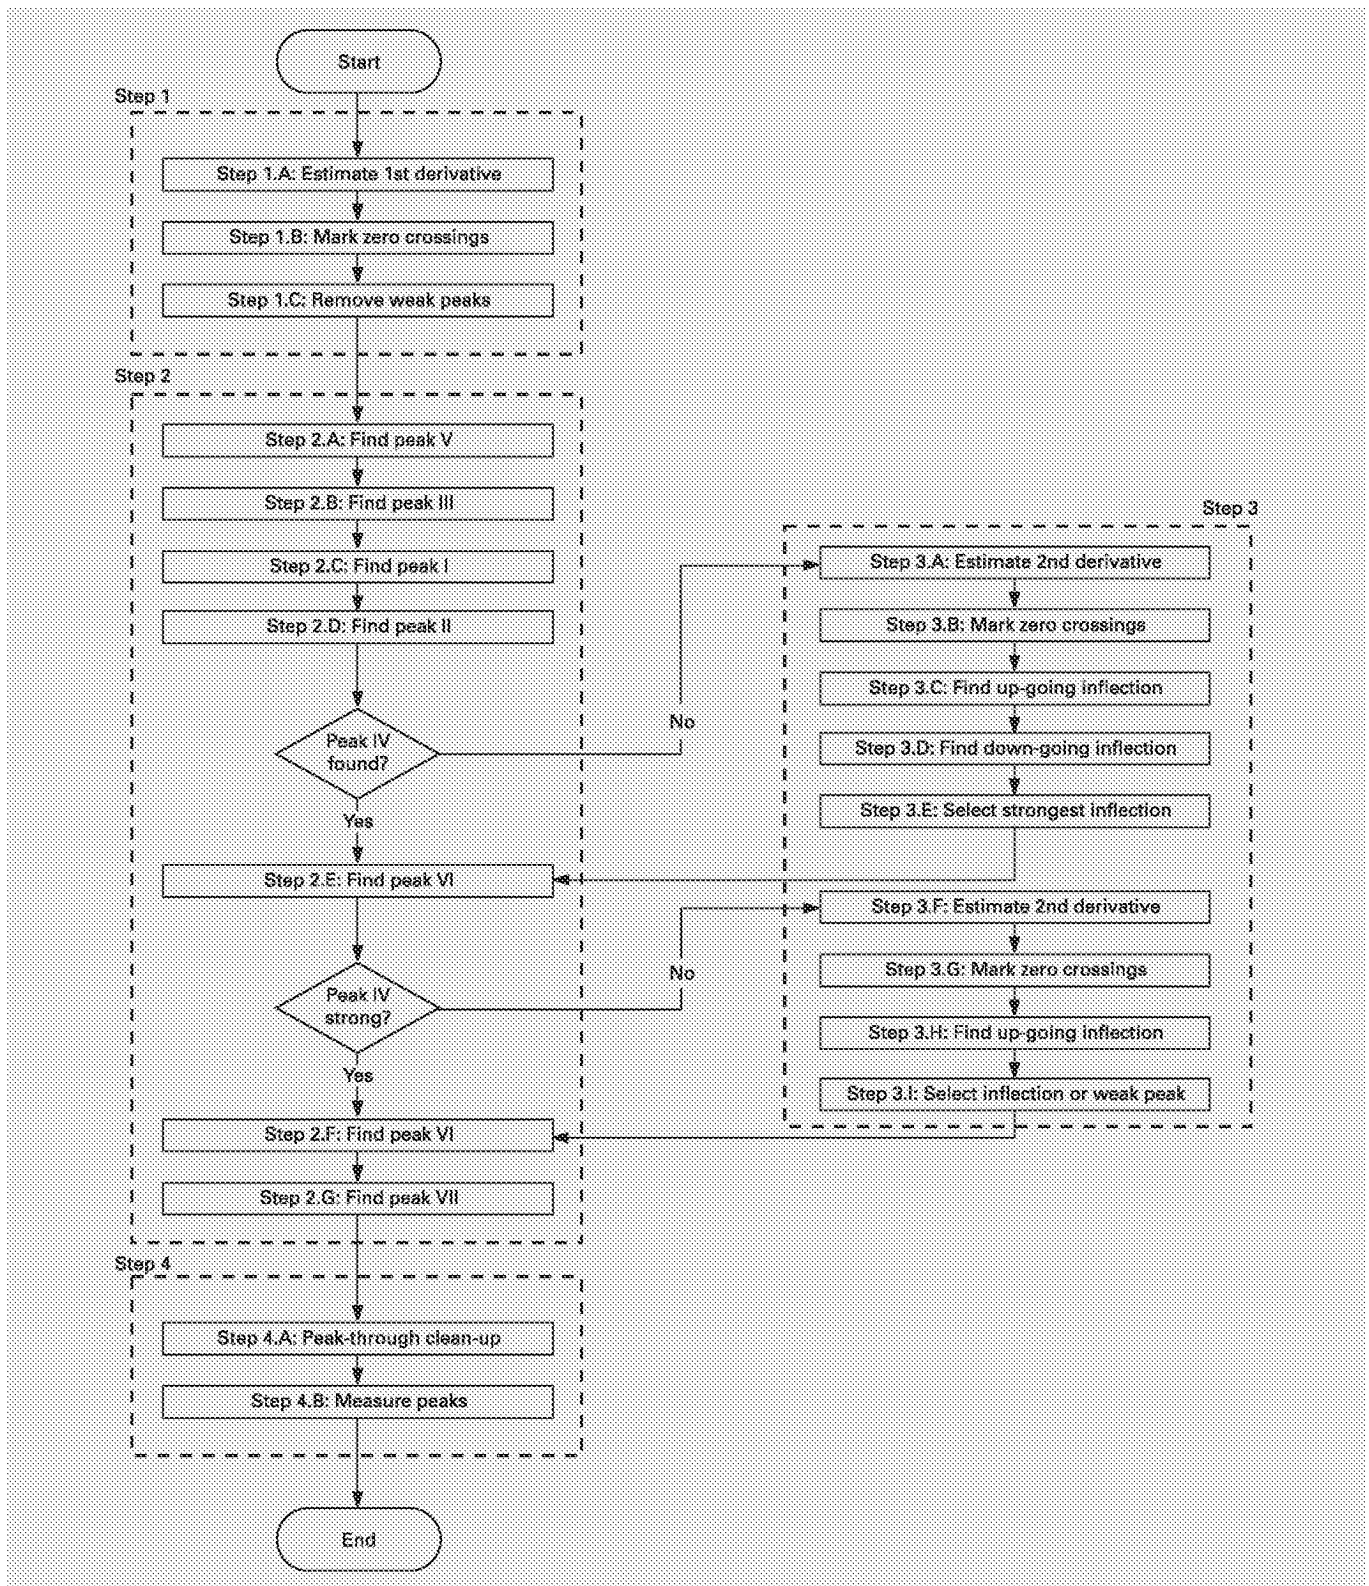 Start
Step 1
Step 1.A: Estimate 1st derivative
Step 1.B: Mark zero crossings
Step 1.C: Remove weak peaks
Step 2
Step 2.A: Find peak V
Step 2.B: Find peak III
Step 2.C: Find peak I
Step 2.D: Find peak II
Peak IV
found?
No
Yes
Step 2.E: Find peak VI
Peak IV
strong?
No
Yes
Step 2.F: Find peak VI
Step 2.G: Find peak VII
Step 3
Step 3.A: Estimate 2nd derivative
Step 3.B: Mark zero crossings
Step 3.C: Find up-going inflection
Step 3.D: Find down-going inflection
Step 3.E: Select strongest inflection
Step 3.F: Estimate 2nd derivative
Step 3.G: Mark zero crossings
Step 3.H: Find up-going inflection
Step 3.I: Select inflection or weak peak
Step 4
Step 4.A: Peak-through clean-up
Step 4.B: Measure peaks
End